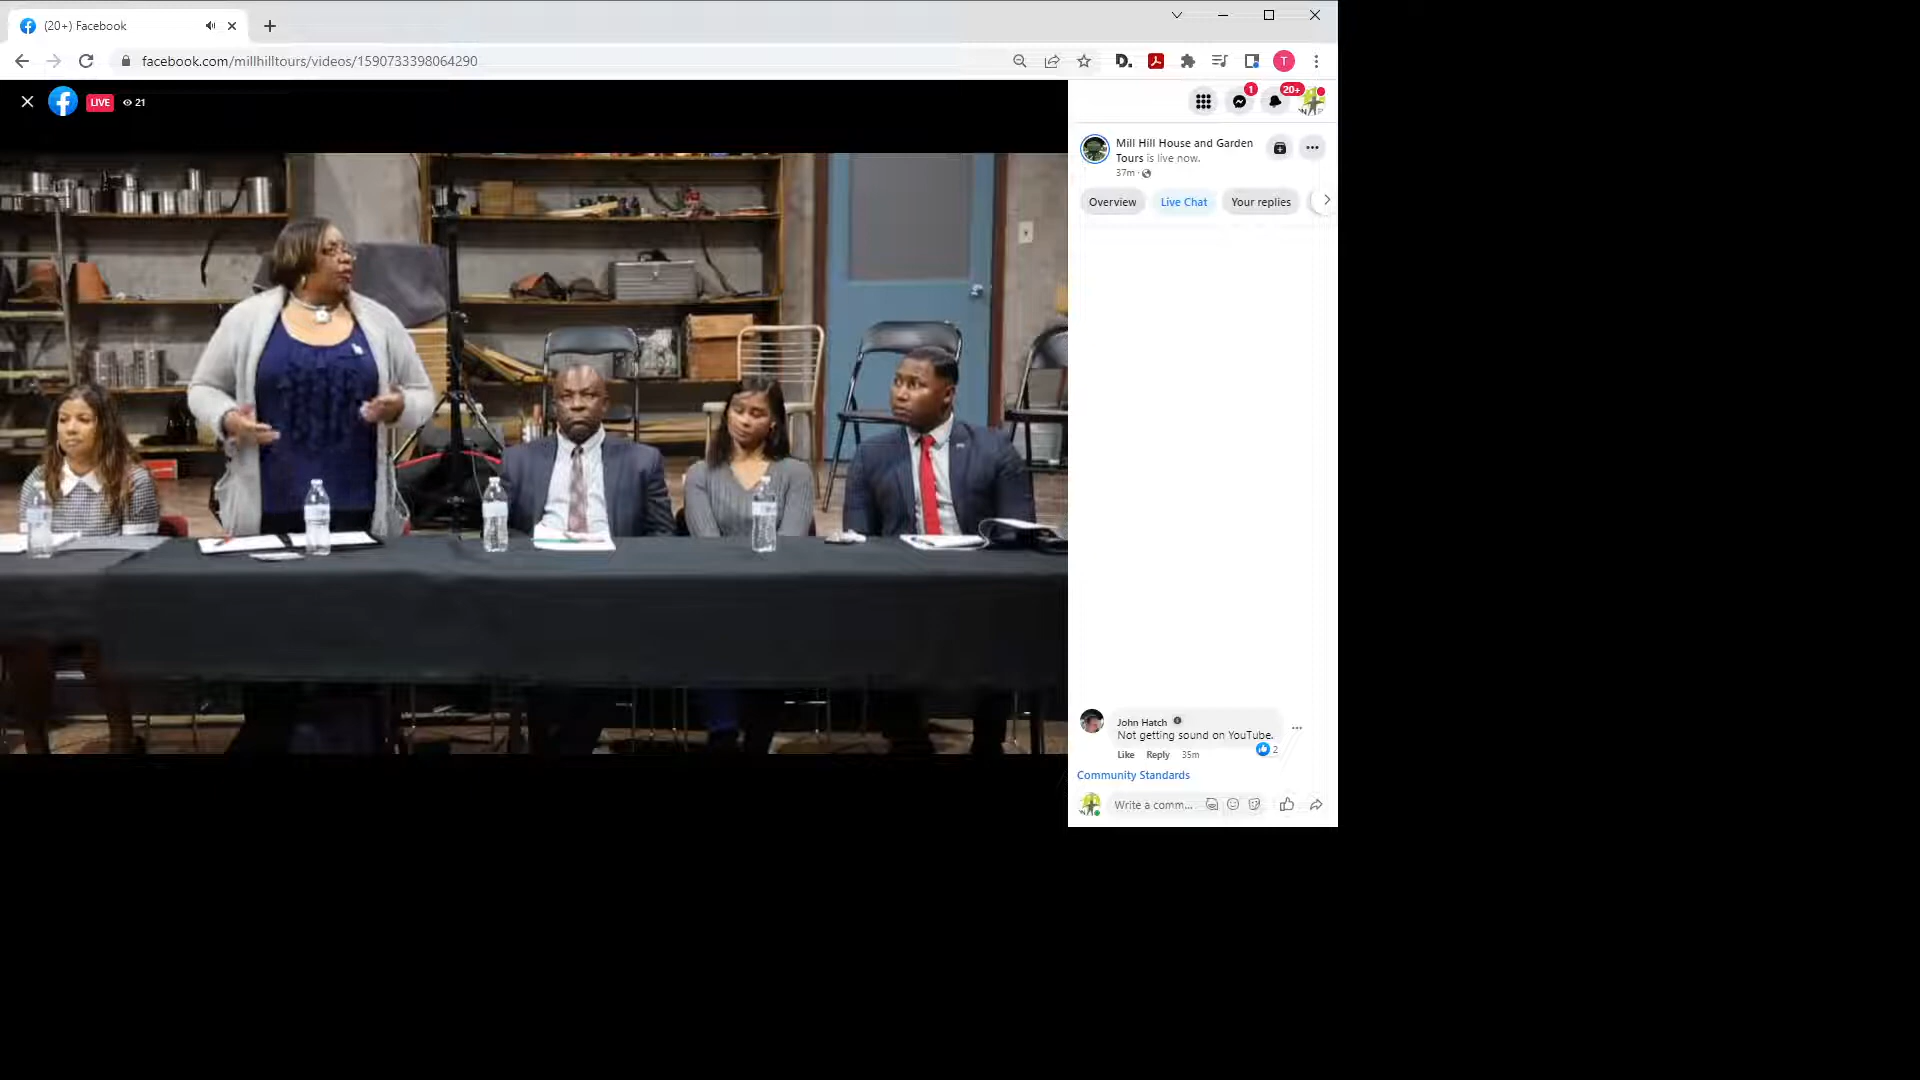 (20+) Facebook
facebook.com/millhilltours/videos/1590733398064290
D.
T
LIVE
21
1
20+
Mill Hill House and Garden
Tours is live now.
37m ·
Overview
Live Chat
Your replies
John Hatch
Not getting sound on YouTube.
2
Like Reply 35m
Community Standards
Write a comm...